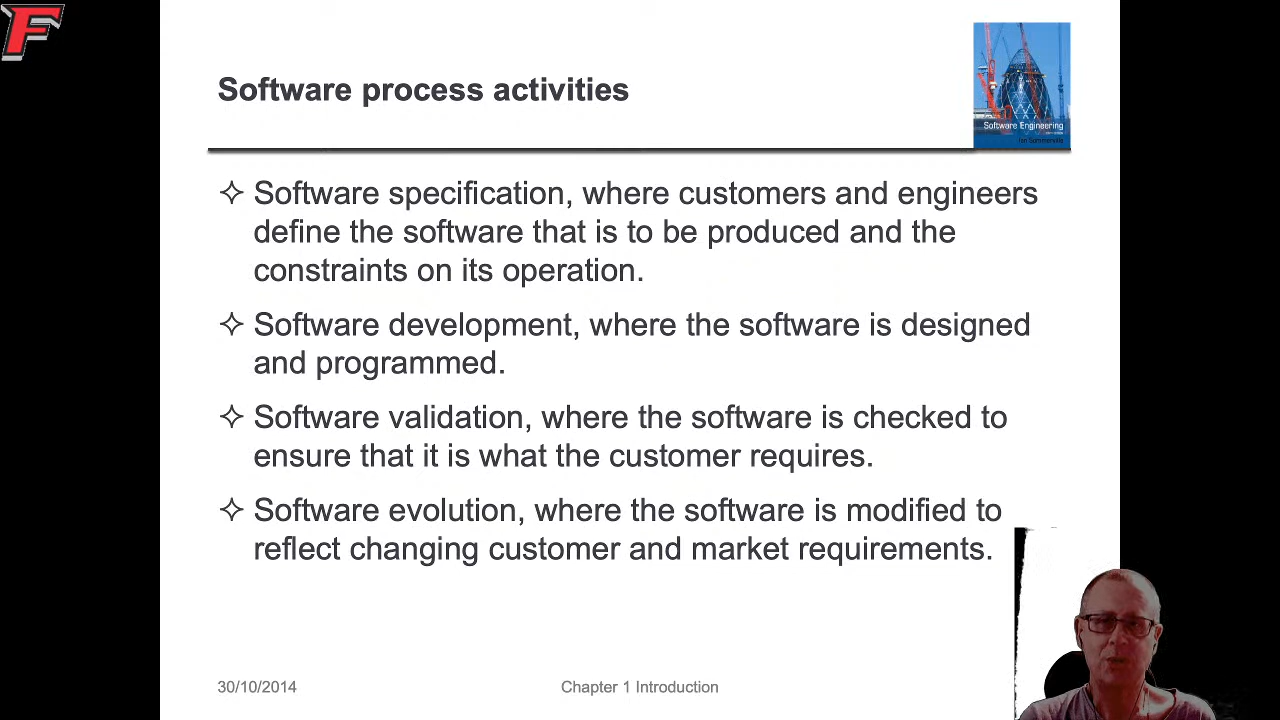 F
Software process activities
Software Engineering
Ian Sommerville
✧ Software specification, where customers and engineers
define the software that is to be produced and the
constraints on its operation.
✧ Software development, where the software is designed
and programmed.
✧ Software validation, where the software is checked to
ensure that it is what the customer requires.
✧ Software evolution, where the software is modified to
reflect changing customer and market requirements.
30/10/2014
Chapter 1 Introduction